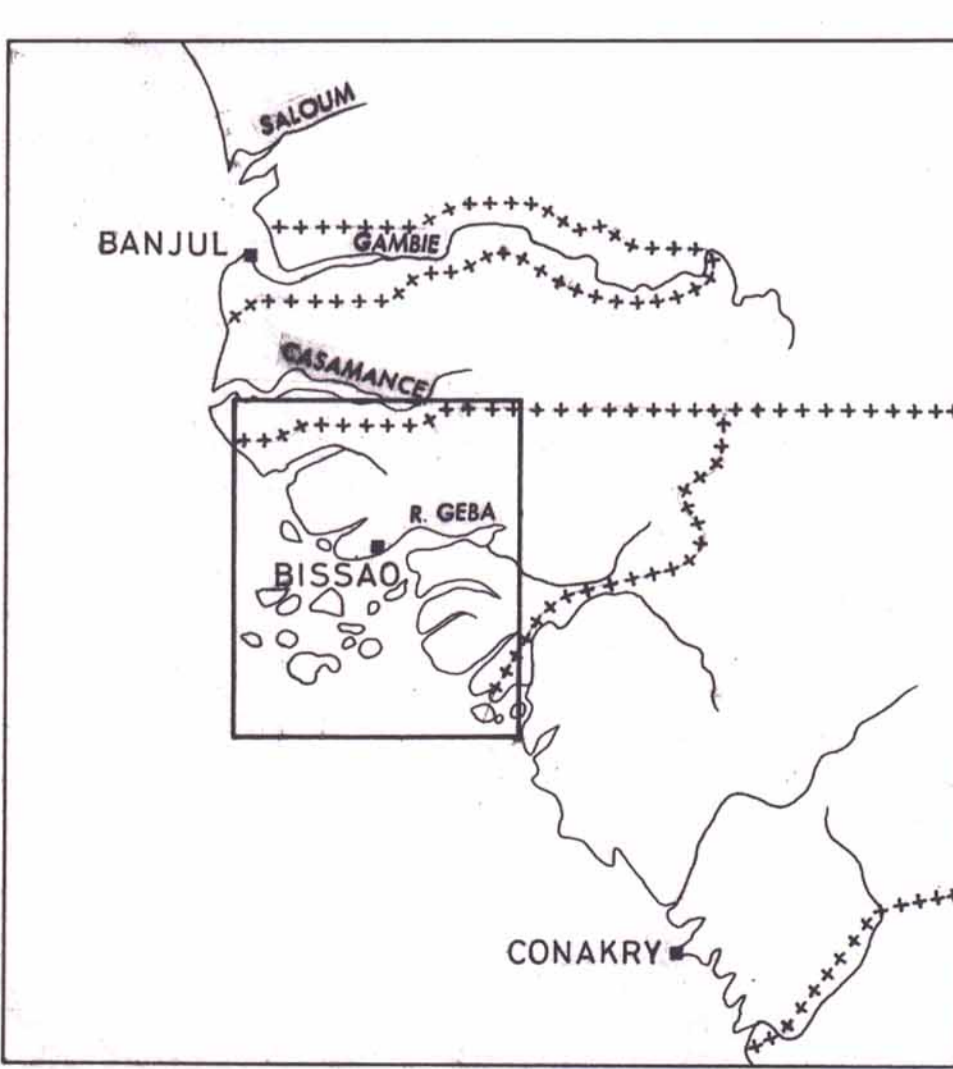 SALOUM
BANJUL
GAMBIE
CASAMANCE
R. GEBA
BISSAO
CONAKRY